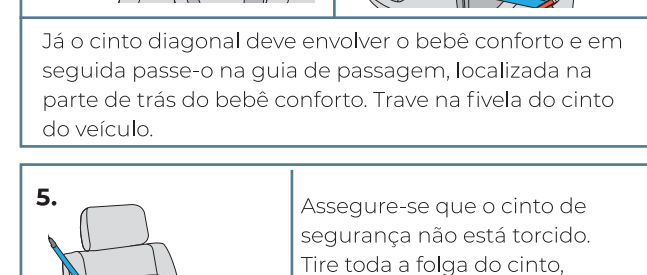 Já o cinto diagonal deve envolver o bebê conforto e em
seguida passe-o na guia de passagem, localizada na
parte de trás do bebê conforto. Trave na fivela do cinto
do veículo.
5.
Assegure-se que o cinto de
segurança não está torcido.
Tire toda a folga do cinto,